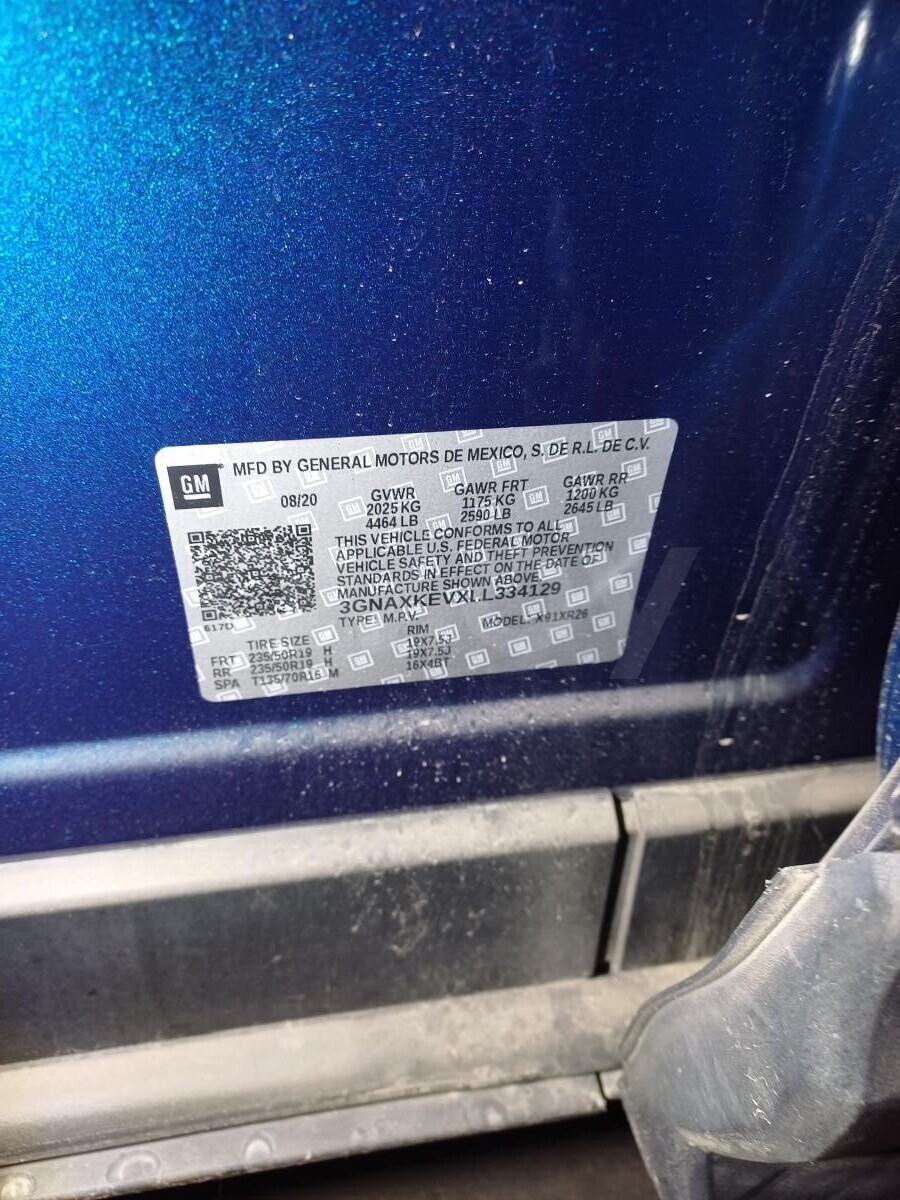 GM
MFD BY GENERAL MOTORS DE MEXICO, S. DE R.L. DE C.V.
08/20 GVWR GAWR FRT GAWR RR
2025 KG 1175 KG 1200 KG
4464 LB 2590 LB 2645 LB
THIS VEHICLE CONFORMS TO ALL
APPLICABLE U.S. FEDERAL MOTOR
VEHICLE SAFETY AND THEFT PREVENTION
STANDARDS IN EFFECT ON THE DATE OF
MANUFACTURE SHOWN ABOVE.
TYPE: M.P.V. MODEL: X91XR26
617D
TIRE SIZE RIM
FRT 235/50R19 H 19X7.5J
RR 235/50R19 H 19X7.5J
SPA T135/70R16 M 16X4BT